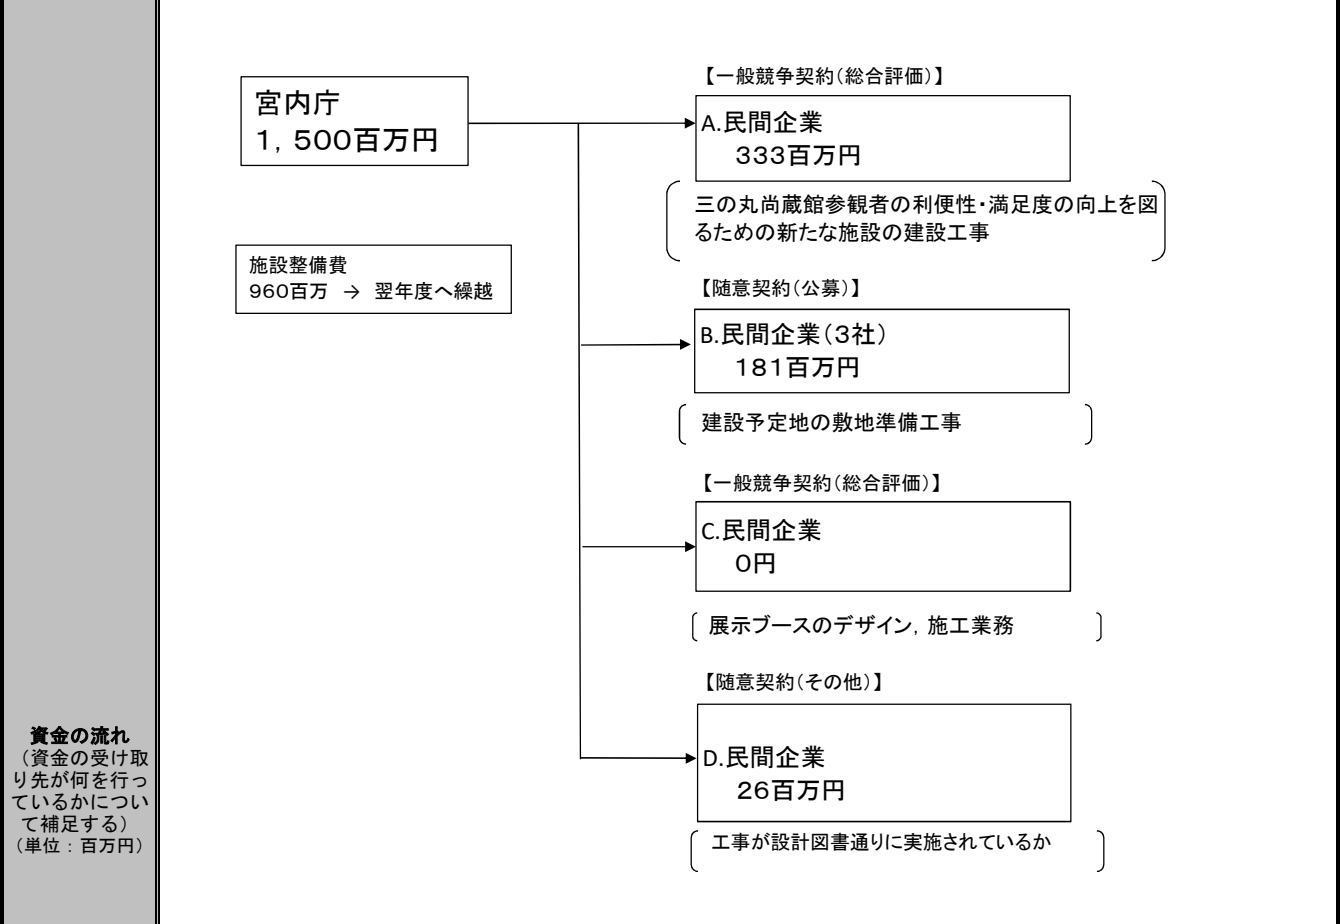 資金の流れ
（資金の受け取
り先が何を行っ
ているかについ
て補足する）
（単位：百万円）
宮内庁
１，５００百万円
施設整備費
９６０百万　→　翌年度へ繰越
【一般競争契約（総合評価）】
A.民間企業
３３３百万円
三の丸尚蔵館参観者の利便性・満足度の向上を図
るための新たな施設の建設工事
【随意契約（公募）】
B.民間企業（３社）
１８１百万円
建設予定地の敷地準備工事
【一般競争契約（総合評価）】
C.民間企業
０円
展示ブースのデザイン，施工業務
【随意契約（その他）】
D.民間企業
２６百万円
工事が設計図書通りに実施されているか